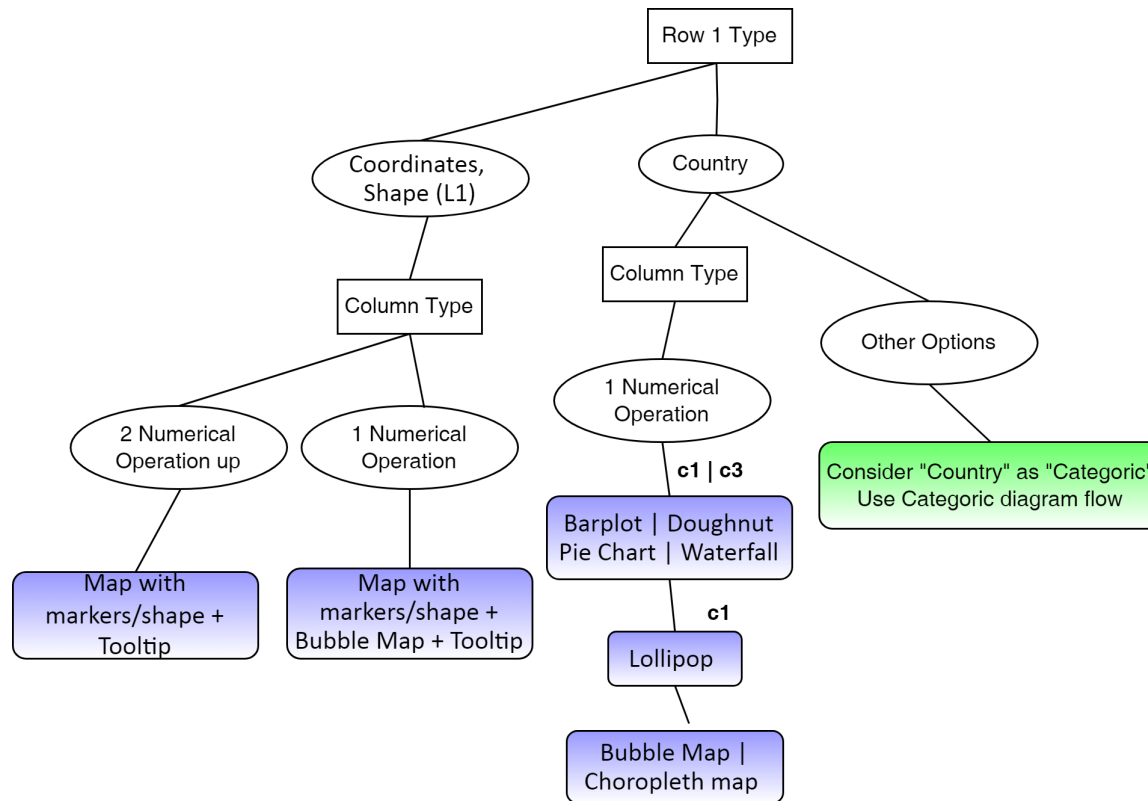 Row 1 Type
Coordinates,
Shape (L1)
Country
Column Type
Column Type
Other Options
2 Numerical
Operation up
1 Numerical
Operation
1 Numerical
Operation
c1 | c3
Consider "Country" as "Categoric"
Use Categoric diagram flow
Barplot | Doughnut
Pie Chart | Waterfall
Map with
markers/shape +
Tooltip
Map with
markers/shape +
Bubble Map + Tooltip
c1
Lollipop
Bubble Map |
Choropleth map